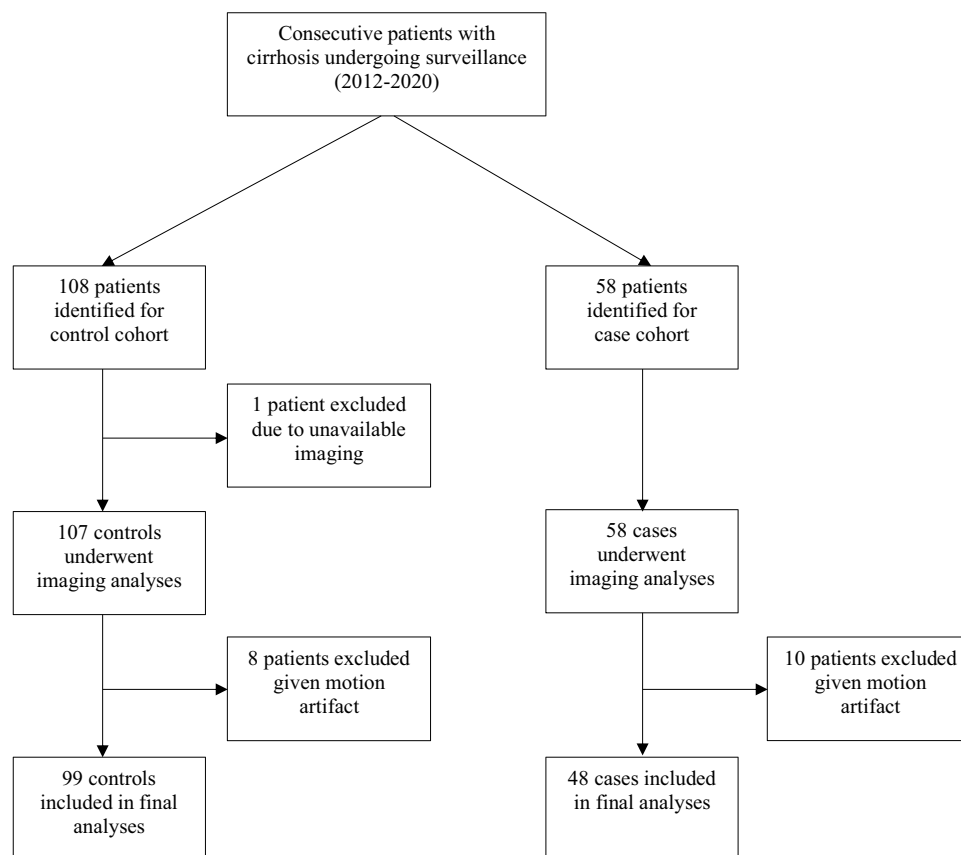 Consecutive patients with
cirrhosis undergoing surveillance
(2012-2020)
108 patients
identified for
control cohort
58 patients
identified for
case cohort
1 patient excluded
due to unavailable
imaging
107 controls
underwent
imaging analyses
58 cases
underwent
imaging analyses
8 patients excluded
given motion
artifact
10 patients excluded
given motion
artifact
99 controls
included in final
analyses
48 cases included
in final analyses